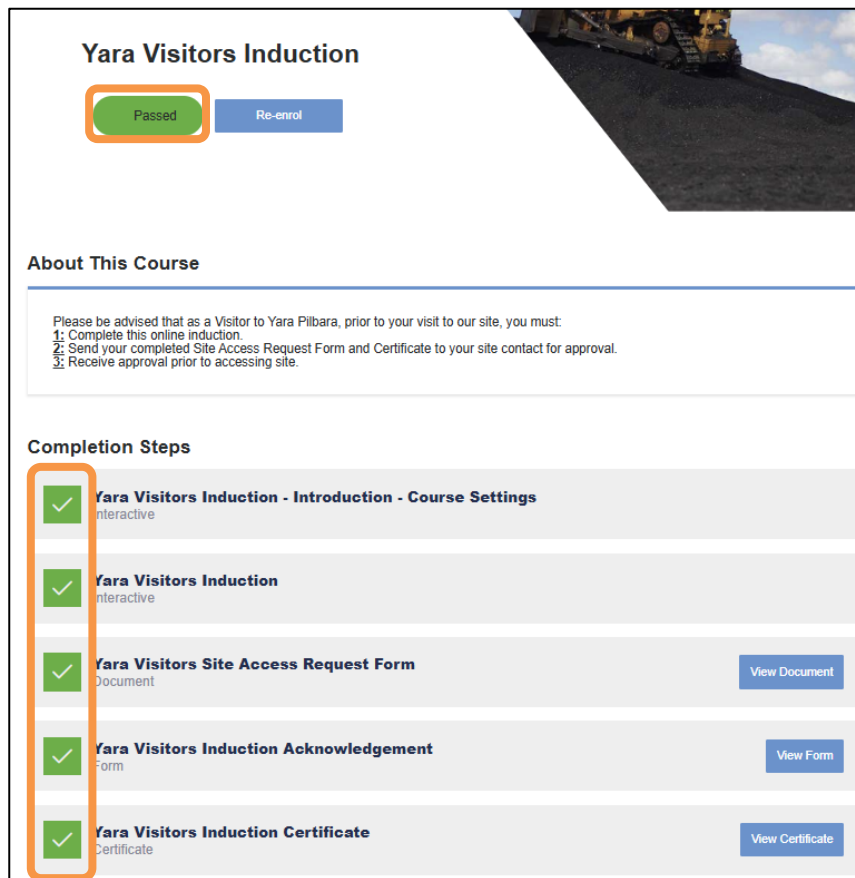 Yara Visitors Induction
Passed
Re-enrol
About This Course
Please be advised that as a Visitor to Yara Pilbara, prior to your visit to our site, you must:
1: Complete this online induction.
2: Send your completed Site Access Request Form and Certificate to your site contact for approval.
3: Receive approval prior to accessing site.
Completion Steps
Yara Visitors Induction - Introduction - Course Settings
Interactive
Yara Visitors Induction
Interactive
Yara Visitors Site Access Request Form
Document
View Document
Yara Visitors Induction Acknowledgement
Form
View Form
Yara Visitors Induction Certificate
Certificate
View Certificate